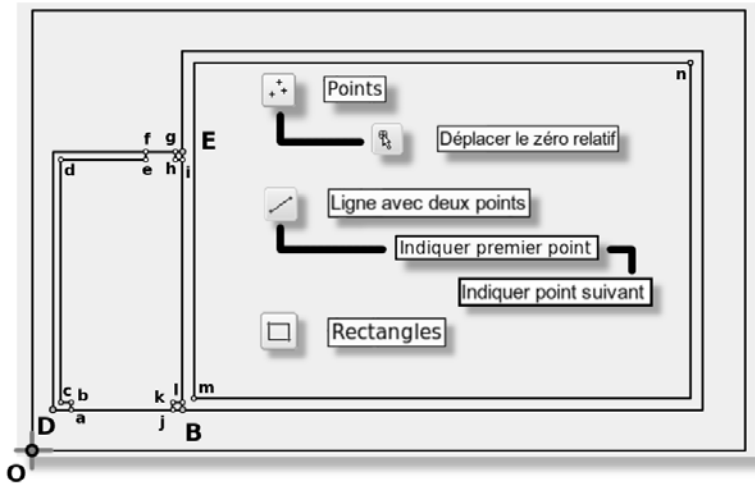 n
Points
f g E
Déplacer le zéro relatif
d e h i
Ligne avec deux points
Indiquer premier point
Indiquer point suivant
Rectangles
c b k l m
D a j B
O